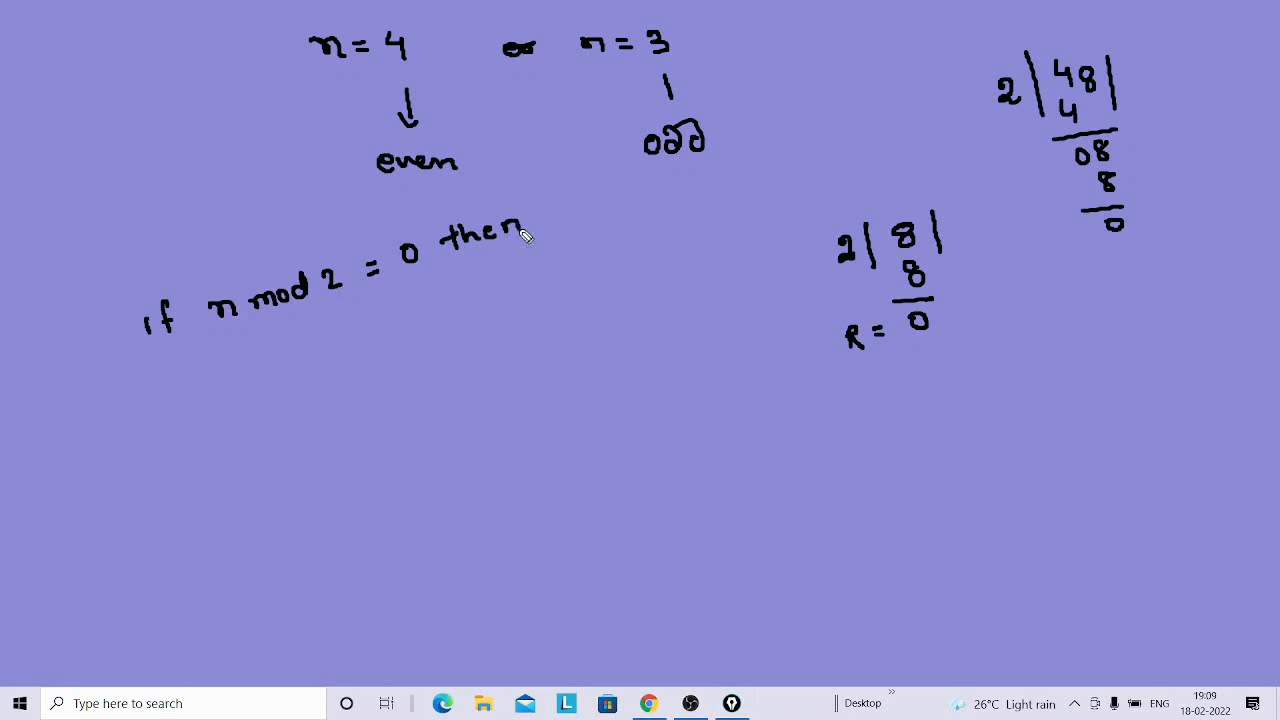 n = 4 or n = 3
even
odd
if n mod 2 = 0 then
2 | 48 |
4
08
8
0
2 | 8 |
8
R = 0
Type here to search
L
Desktop
»
26°C Light rain
ENG
19:09
18-02-2022